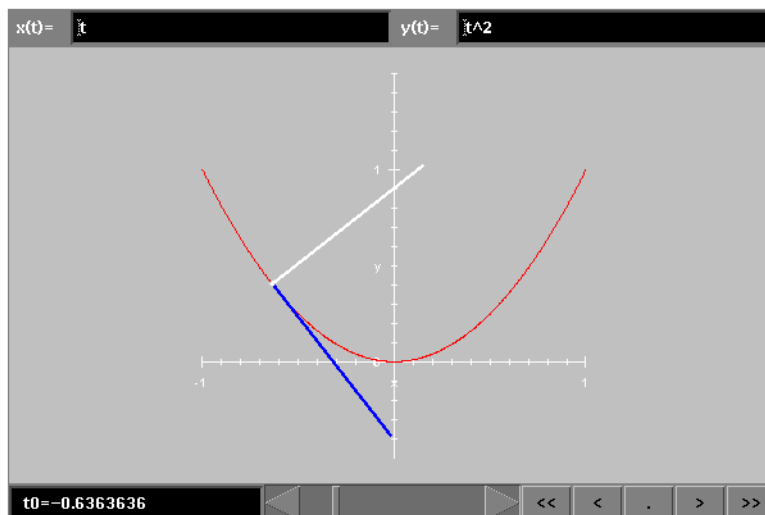 x(t)= t y(t)= t^2
1
y
0
-1 x 1
t0=-0.6363636 << < . > >>